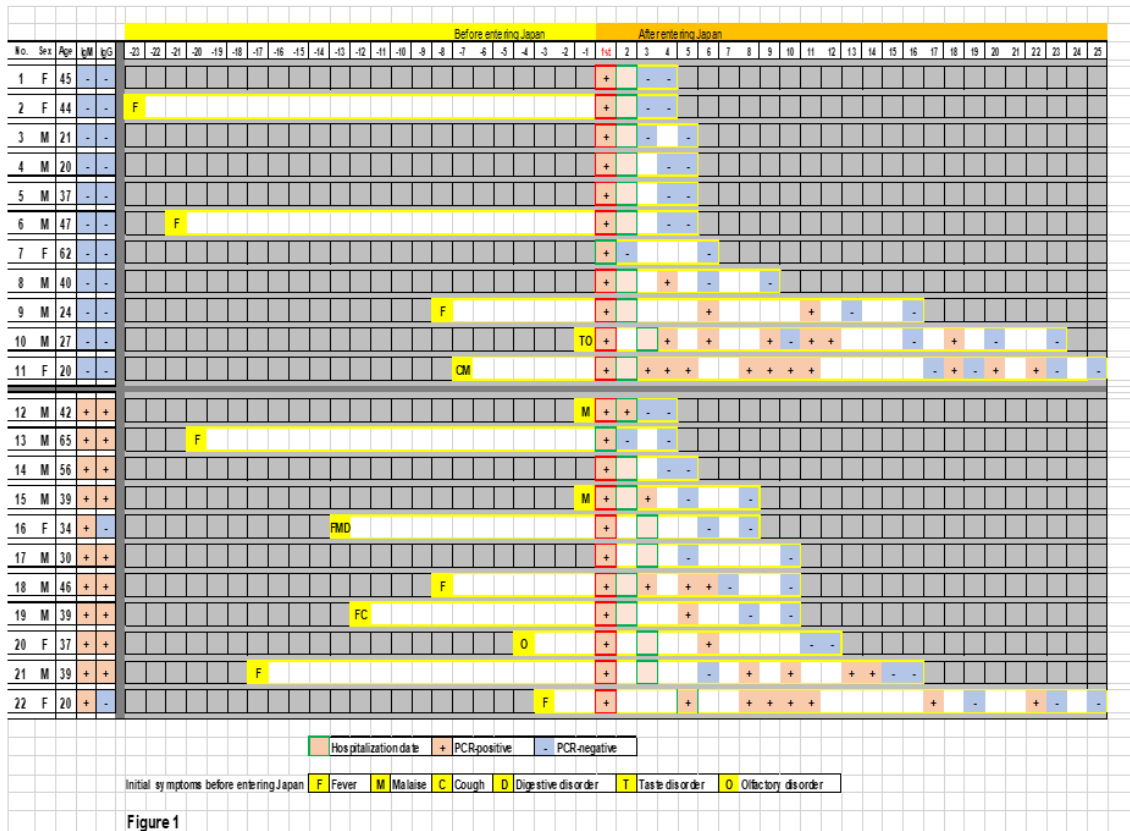 Before entering Japan After entering Japan
No. Sex Age IgM IgG -23 -22 -21 -20 -19 -18 -17 -16 -15 -14 -13 -12 -11 -10 -9 -8 -7 -6 -5 -4 -3 -2 -1 1st 2 3 4 5 6 7 8 9 10 11 12 13 14 15 16 17 18 19 20 21 22 23 24 25
1 F 45 - - + - -
2 F 44 - - F + - -
3 M 21 - - + - -
4 M 20 - - + - -
5 M 37 - - + - -
6 M 47 - - F + - -
7 F 62 - - + - -
8 M 40 - - + + - -
9 M 24 - - F + + + - -
10 M 27 - - TO + + + + - + + - + - -
11 F 20 - - CM + + + + + + + + - + - + + - -
12 M 42 + + M + + - -
13 M 65 + + F + - -
14 M 56 + + + - -
15 M 39 + + M + + - -
16 F 34 + - FMD + - -
17 M 30 + + + - -
18 M 46 + + F + + + + - -
19 M 39 + + FC + + - -
20 F 37 + + O + + - -
21 M 39 + + F + - + + + + - -
22 F 20 + - F + + + + + + + - + - -
Hospitalization date + PCR-positive - PCR-negative
Initial symptoms before entering Japan F Fever M Malaise C Cough D Digestive disorder T Taste disorder O Olfactory disorder
Figure 1